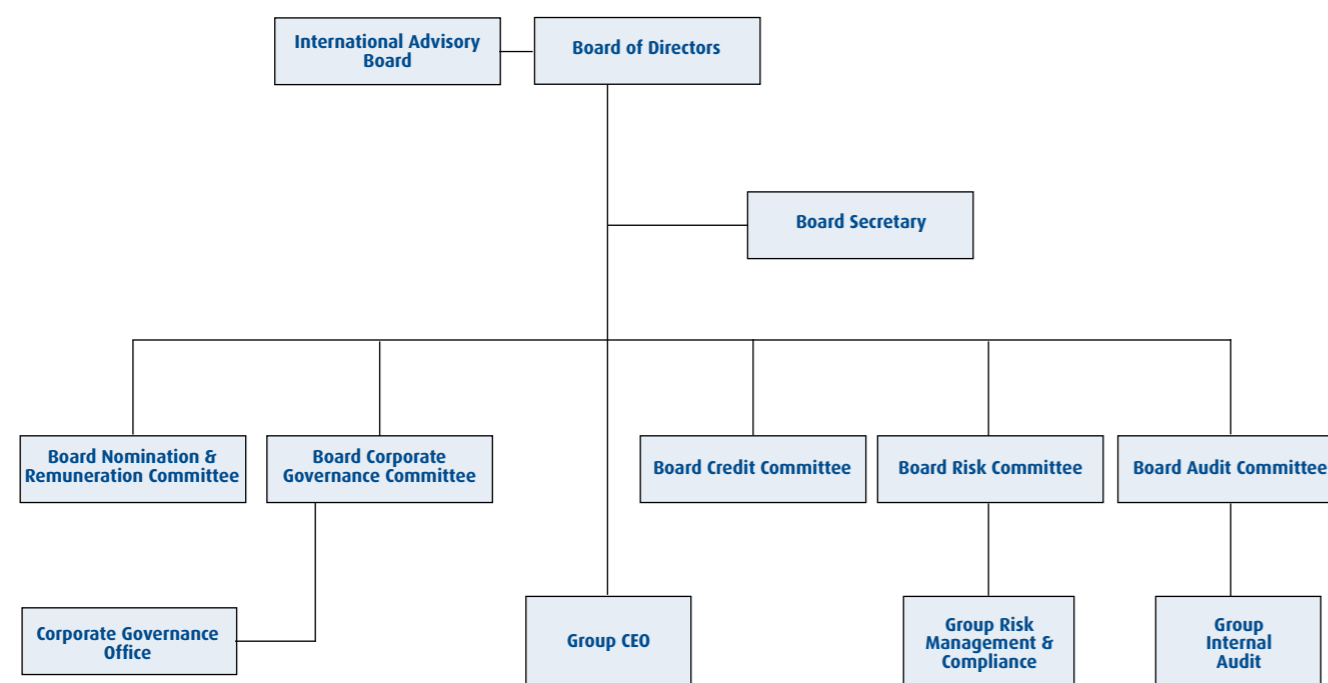 International Advisory
Board
Board of Directors
Board Secretary
Board Nomination &
Remuneration Committee
Board Corporate
Governance Committee
Board Credit Committee
Board Risk Committee
Board Audit Committee
Corporate Governance
Office
Group CEO
Group Risk
Management &
Compliance
Group
Internal
Audit